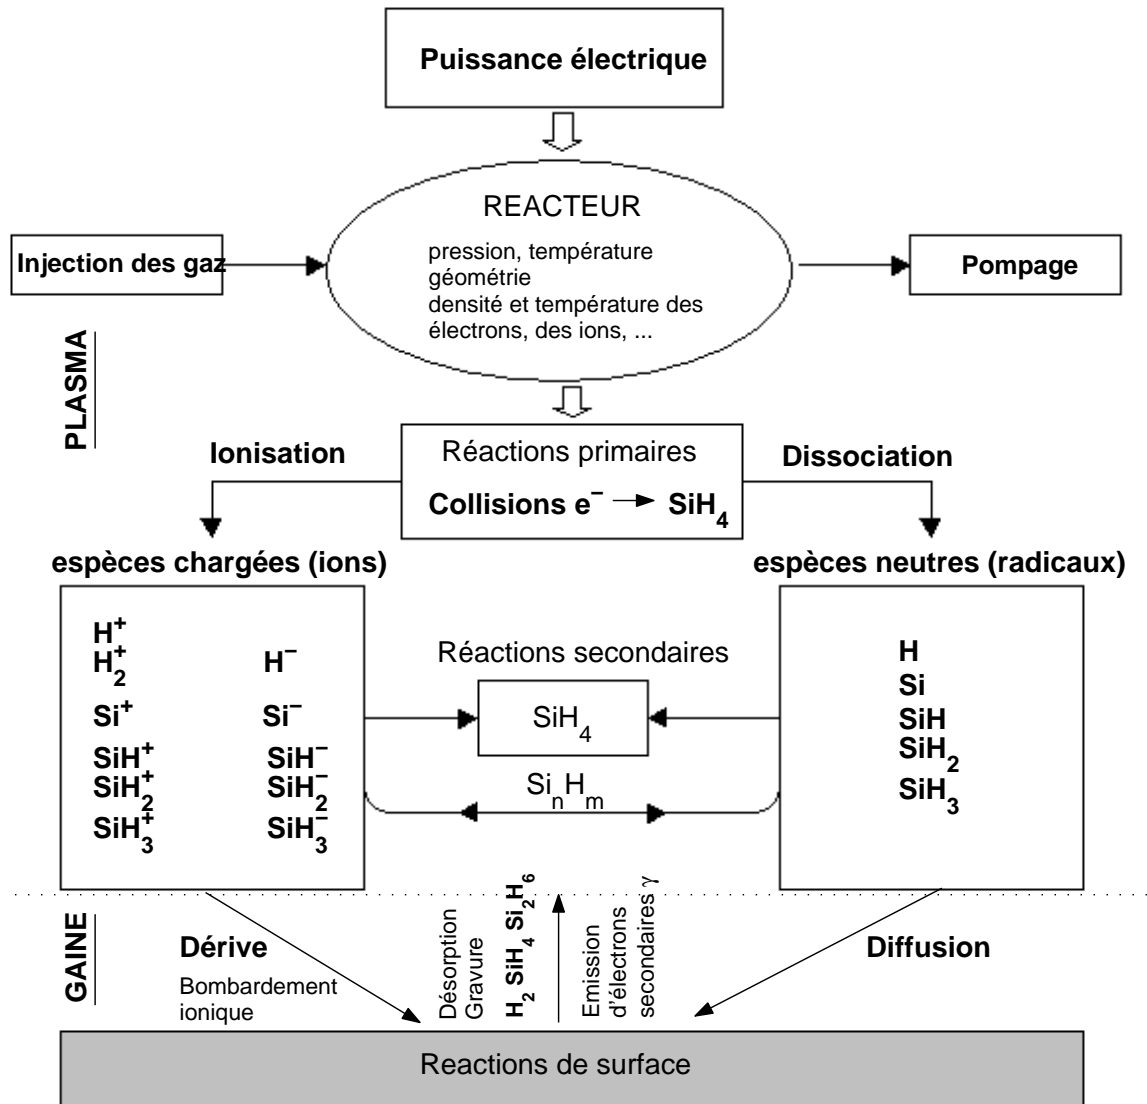 Puissance électrique
REACTEUR
pression, température
géométrie
densité et température des
électrons, des ions, ...
Injection des gaz
Pompage
PLASMA
Ionisation
Réactions primaires
Collisions e⁻ → SiH₄
Dissociation
espèces chargées (ions)
espèces neutres (radicaux)
H⁺
H₂⁺
Si⁺
SiH⁺
SiH₂⁺
SiH₃⁺
H⁻
Si⁻
SiH⁻
SiH₂⁻
SiH₃⁻
Réactions secondaires
SiH₄
SiₙHₘ
H
Si
SiH
SiH₂
SiH₃
GAINE
Dérive
Bombardement
ionique
Désorption
Gravure
H₂ SiH₄ Si₂H₆
Emission
d'électrons
secondaires γ
Diffusion
Reactions de surface